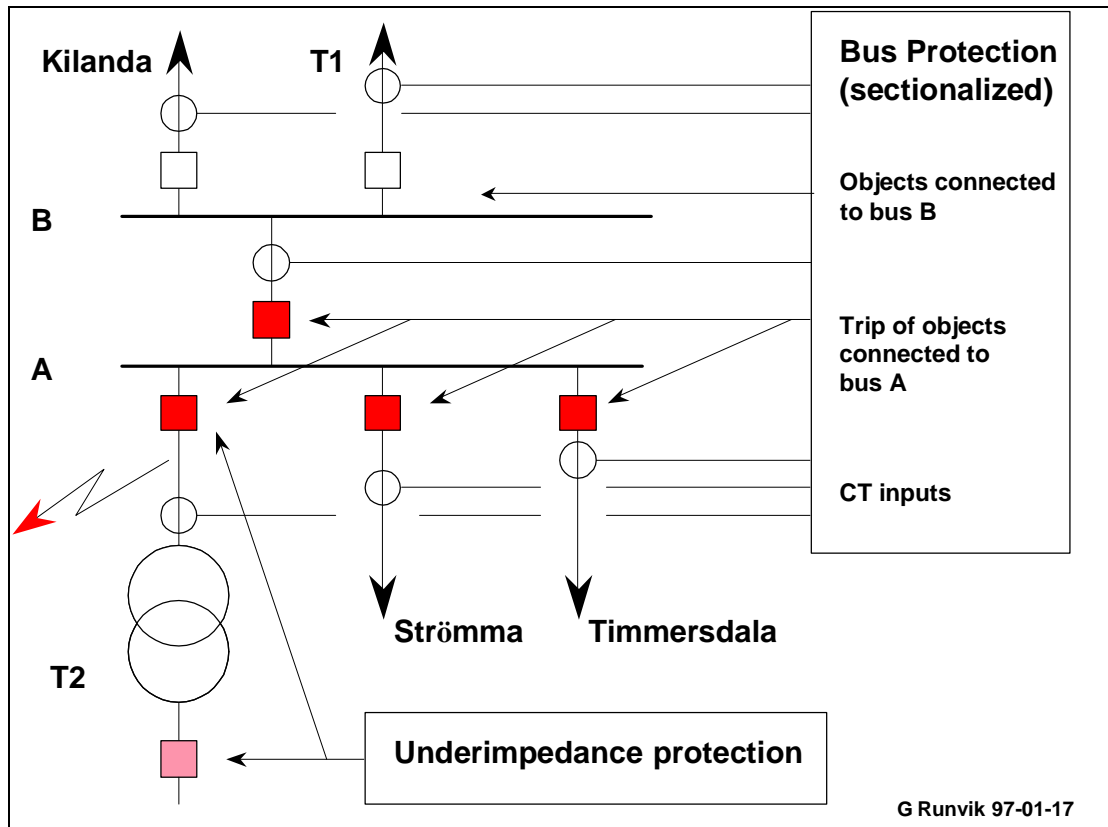 Kilanda
T1
Bus Protection
(sectionalized)
Objects connected
to bus B
B
Trip of objects
connected to
bus A
A
CT inputs
Strömma
Timmersdala
T2
Underimpedance protection
G Runvik 97-01-17